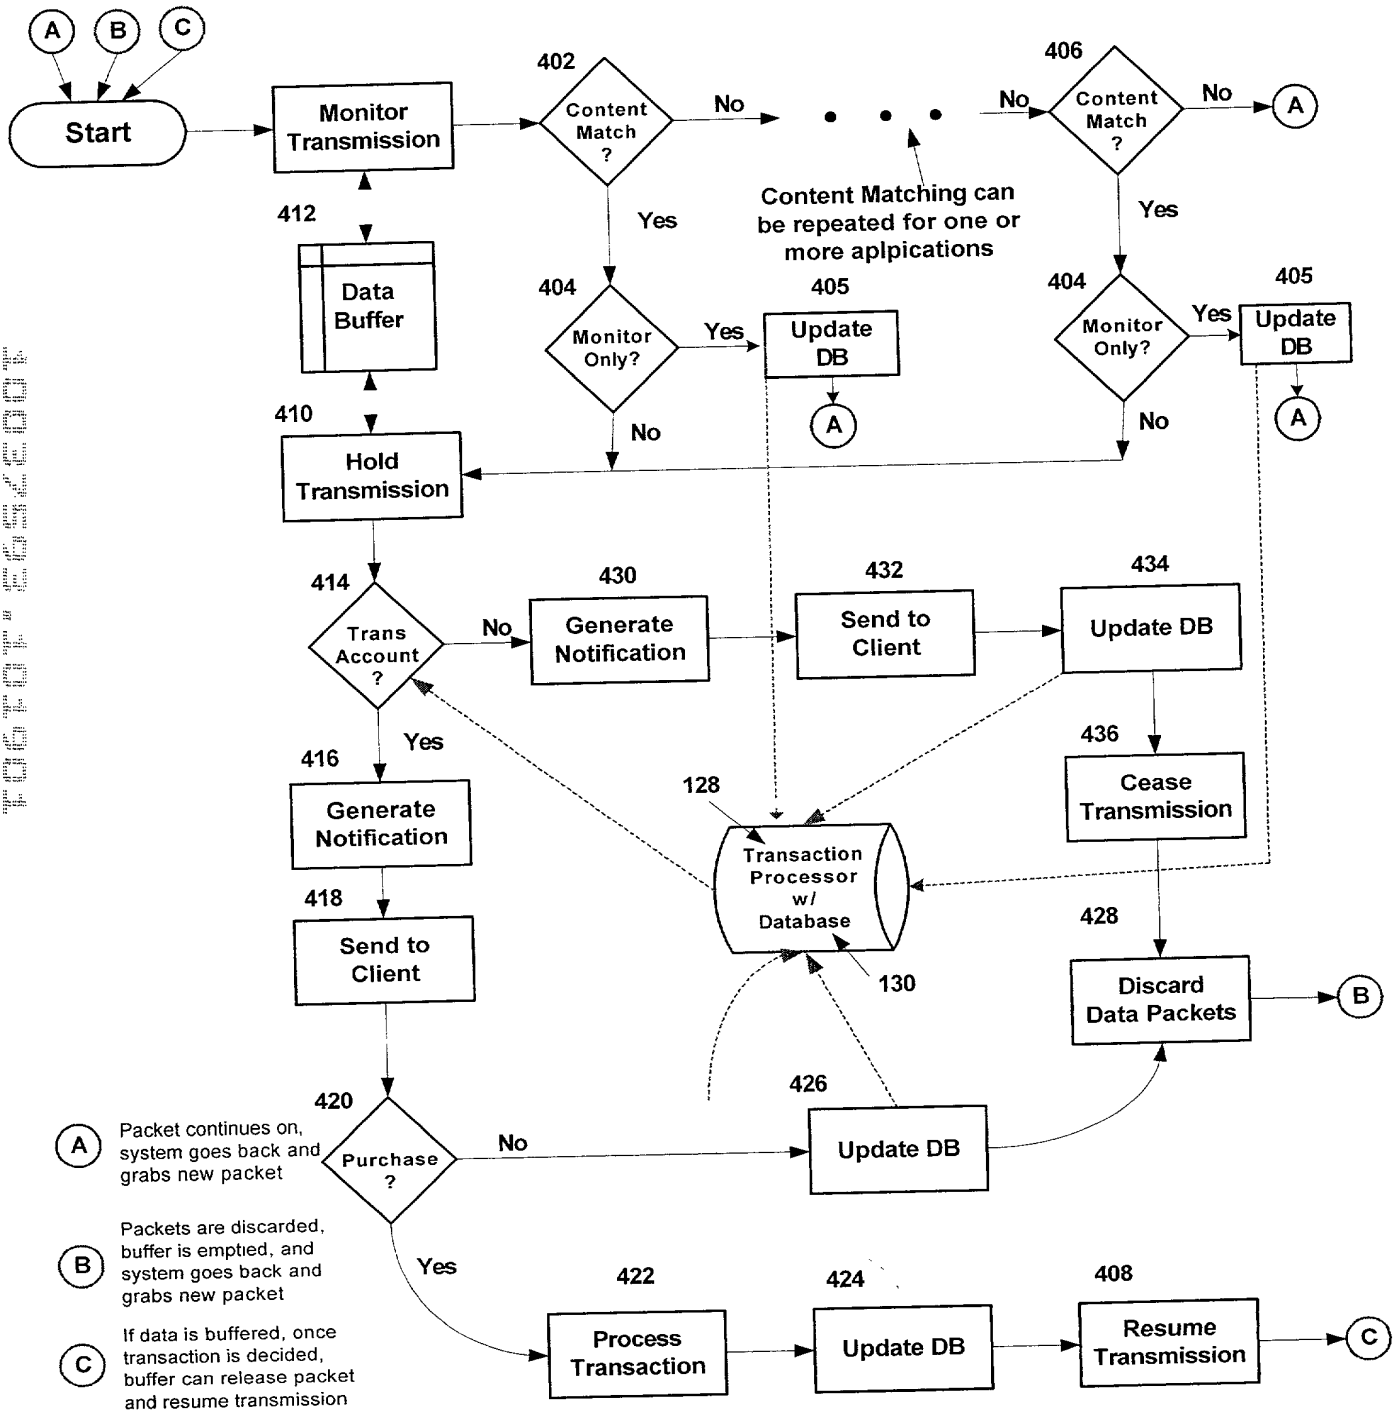 A
B
C
Start
Monitor
Transmission
402
Content
Match
?
No
No
406
Content
Match
?
No
A
Content Matching can
be repeated for one or
more aplpications
412
Data
Buffer
Yes
404
Monitor
Only?
Yes
405
Update
DB
A
No
Yes
404
Monitor
Only?
Yes
405
Update
DB
A
No
410
Hold
Transmission
414
Trans
Account
?
No
430
Generate
Notification
432
Send to
Client
434
Update DB
Yes
416
Generate
Notification
128
Transaction
Processor
w/
Database
130
436
Cease
Transmission
418
Send to
Client
428
Discard
Data Packets
B
420
Purchase
?
No
426
Update DB
Yes
422
Process
Transaction
424
Update DB
408
Resume
Transmission
C
A
Packet continues on,
system goes back and
grabs new packet
B
Packets are discarded,
buffer is emptied, and
system goes back and
grabs new packet
C
If data is buffered, once
transaction is decided,
buffer can release packet
and resume transmission